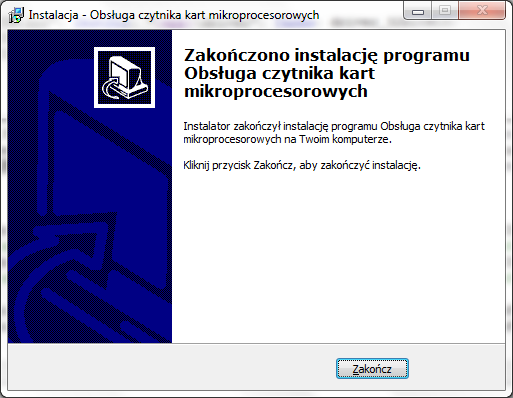 Instalacja - Obsługa czytnika kart mikroprocesorowych
Zakończono instalację programu
Obsługa czytnika kart
mikroprocesorowych
Instalator zakończył instalację programu Obsługa czytnika kart
mikroprocesorowych na Twoim komputerze.
Kliknij przycisk Zakończ, aby zakończyć instalację.
Zakończ